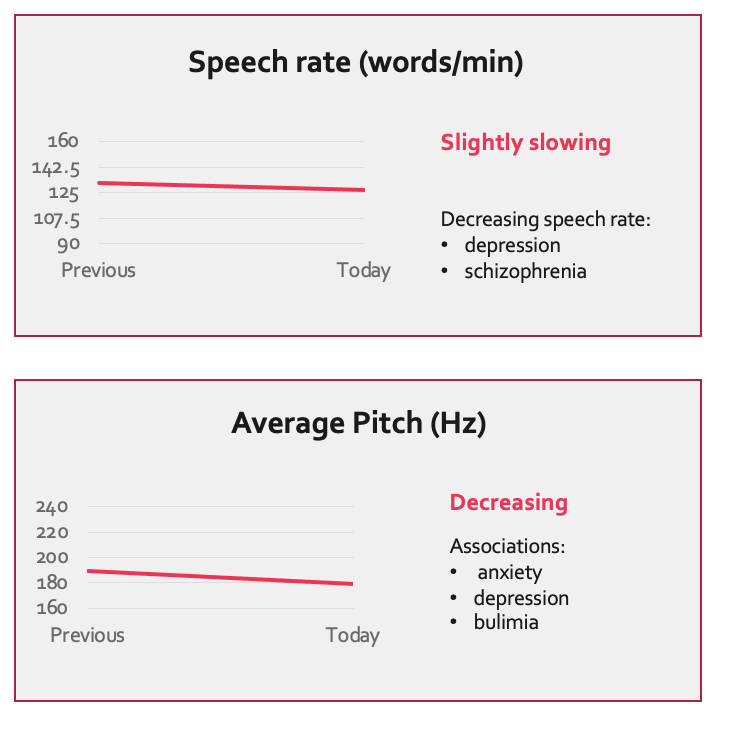 Speech rate (words/min)
160
142.5
125
107.5
90
Previous
Today
Slightly slowing
Decreasing speech rate:
• depression
• schizophrenia
Average Pitch (Hz)
240
220
200
180
160
Previous
Today
Decreasing
Associations:
• anxiety
• depression
• bulimia